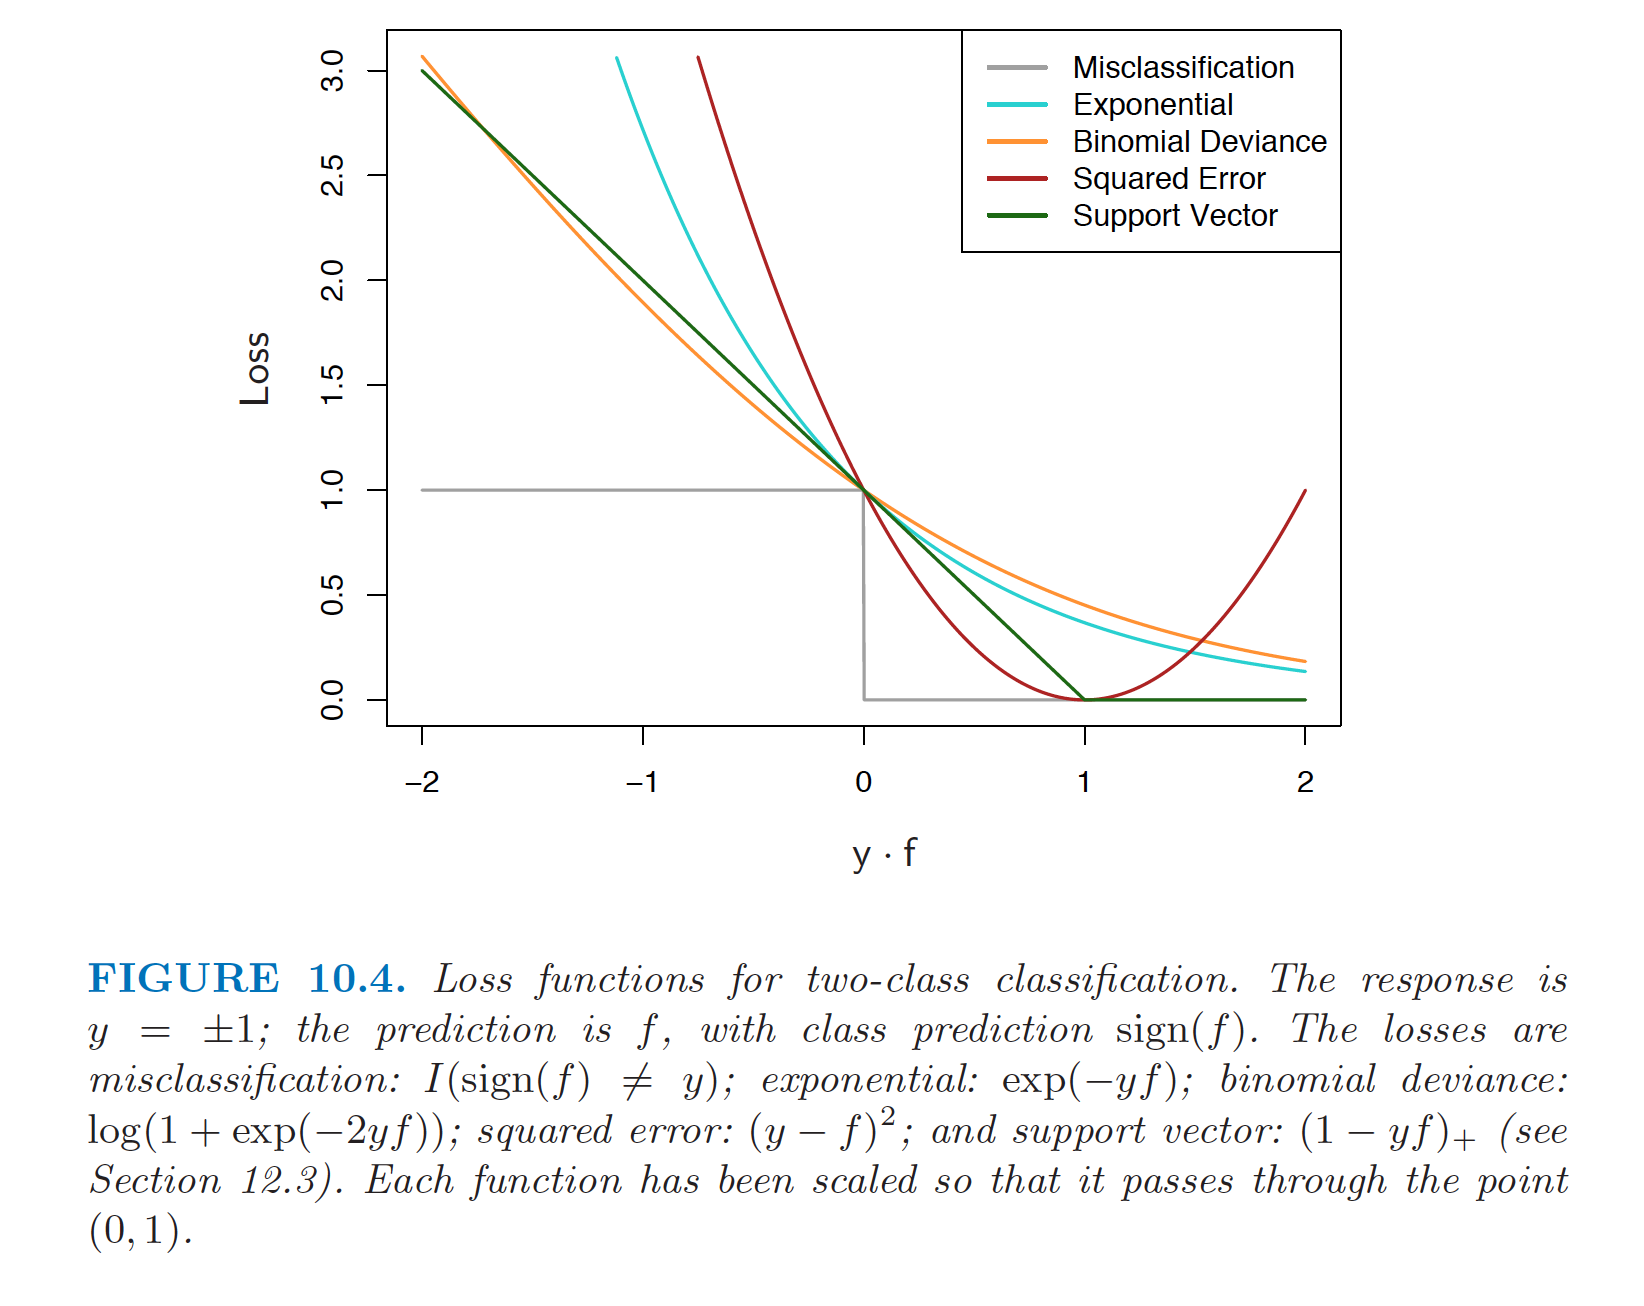 3.0
2.5
2.0
1.5
1.0
0.5
0.0
Loss
Misclassification
Exponential
Binomial Deviance
Squared Error
Support Vector
−2 −1 0 1 2
y · f
FIGURE 10.4. Loss functions for two-class classification. The response is
y = ±1; the prediction is f, with class prediction sign(f). The losses are
misclassification: I(sign(f) ≠ y); exponential: exp(−yf); binomial deviance:
log(1 + exp(−2yf)); squared error: (y − f)²; and support vector: (1 − yf)₊ (see
Section 12.3). Each function has been scaled so that it passes through the point
(0, 1).